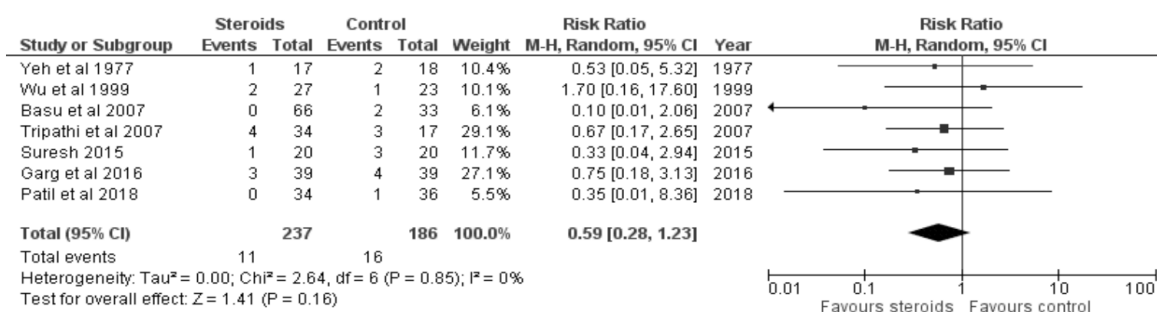 Steroids Control Risk Ratio Risk Ratio
Study or Subgroup Events Total Events Total Weight M-H, Random, 95% CI Year M-H, Random, 95% CI
Yeh et al 1977 1 17 2 18 10.4% 0.53 [0.05, 5.32] 1977
Wu et al 1999 2 27 1 23 10.1% 1.70 [0.16, 17.60] 1999
Basu et al 2007 0 66 2 33 6.1% 0.10 [0.01, 2.06] 2007
Tripathi et al 2007 4 34 3 17 29.1% 0.67 [0.17, 2.65] 2007
Suresh 2015 1 20 3 20 11.7% 0.33 [0.04, 2.94] 2015
Garg et al 2016 3 39 4 39 27.1% 0.75 [0.18, 3.13] 2016
Patil et al 2018 0 34 1 36 5.5% 0.35 [0.01, 8.36] 2018
Total (95% CI) 237 186 100.0% 0.59 [0.28, 1.23]
Total events 11 16
Heterogeneity: Tau² = 0.00; Chi² = 2.64, df = 6 (P = 0.85); I² = 0%
Test for overall effect: Z = 1.41 (P = 0.16)
0.01 0.1 1 10 100
Favours steroids Favours control